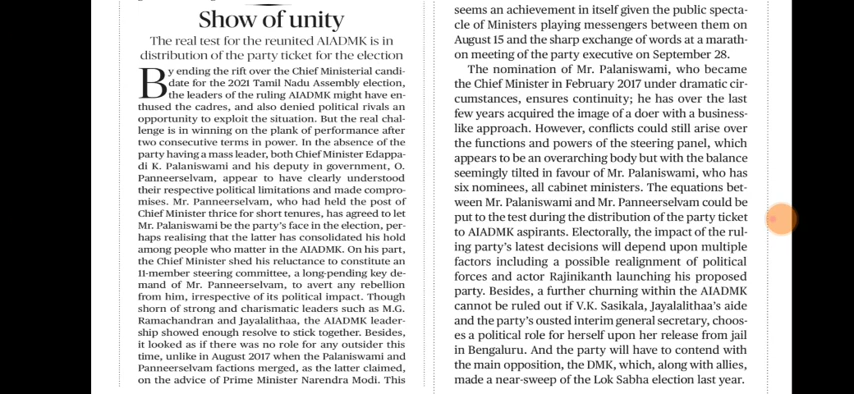 Show of unity
The real test for the reunited AIADMK is in
distribution of the party ticket for the election
By ending the rift over the Chief Ministerial candi-
date for the 2021 Tamil Nadu Assembly election,
the leaders of the ruling AIADMK might have en-
thused the cadres, and also denied political rivals an
opportunity to exploit the situation. But the real chal-
lenge is in winning on the plank of performance after
two consecutive terms in power. In the absence of the
party having a mass leader, both Chief Minister Edappa-
di K. Palaniswami and his deputy in government, O.
Panneerselvam, appear to have clearly understood
their respective political limitations and made compro-
mises. Mr. Panneerselvam, who had held the post of
Chief Minister thrice for short tenures, has agreed to let
Mr. Palaniswami be the party's face in the election, per-
haps realising that the latter has consolidated his hold
among people who matter in the AIADMK. On his part,
the Chief Minister shed his reluctance to constitute an
11-member steering committee, a long-pending key de-
mand of Mr. Panneerselvam, to avert any rebellion
from him, irrespective of its political impact. Though
shorn of strong and charismatic leaders such as M.G.
Ramachandran and Jayalalithaa, the AIADMK leader-
ship showed enough resolve to stick together. Besides,
it looked as if there was no role for any outsider this
time, unlike in August 2017 when the Palaniswami and
Panneerselvam factions merged, as the latter claimed,
on the advice of Prime Minister Narendra Modi. This
seems an achievement in itself given the public specta-
cle of Ministers playing messengers between them on
August 15 and the sharp exchange of words at a marath-
on meeting of the party executive on September 28.
The nomination of Mr. Palaniswami, who became
the Chief Minister in February 2017 under dramatic cir-
cumstances, ensures continuity; he has over the last
few years acquired the image of a doer with a business-
like approach. However, conflicts could still arise over
the functions and powers of the steering panel, which
appears to be an overarching body but with the balance
seemingly tilted in favour of Mr. Palaniswami, who has
six nominees, all cabinet ministers. The equations bet-
ween Mr. Palaniswami and Mr. Panneerselvam could be
put to the test during the distribution of the party ticket
to AIADMK aspirants. Electorally, the impact of the rul-
ing party's latest decisions will depend upon multiple
factors including a possible realignment of political
forces and actor Rajinikanth launching his proposed
party. Besides, a further churning within the AIADMK
cannot be ruled out if V.K. Sasikala, Jayalalithaa's aide
and the party's ousted interim general secretary, choos-
es a political role for herself upon her release from jail
in Bengaluru. And the party will have to contend with
the main opposition, the DMK, which, along with allies,
made a near-sweep of the Lok Sabha election last year.